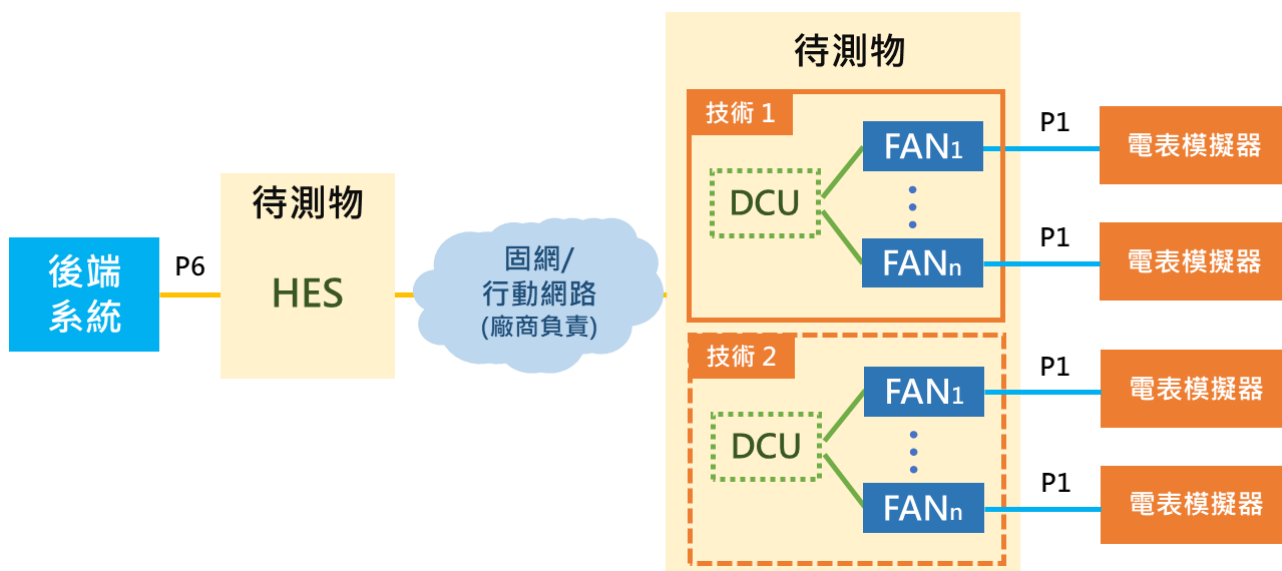 後端
系統
P6
待測物
HES
固網/
行動網路
(廠商負責)
待測物
技術 1
DCU
FAN1
FANn
P1
電表模擬器
P1
電表模擬器
技術 2
DCU
FAN1
FANn
P1
電表模擬器
P1
電表模擬器